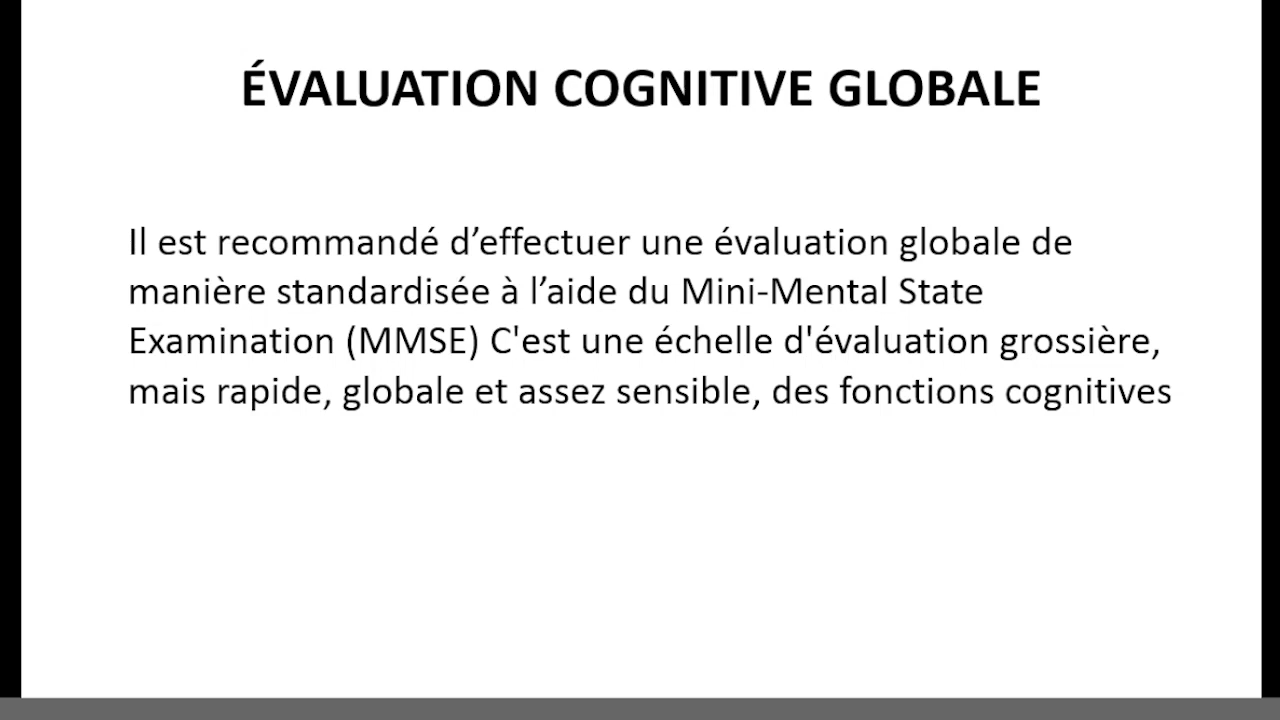 ÉVALUATION COGNITIVE GLOBALE
Il est recommandé d’effectuer une évaluation globale de
manière standardisée à l’aide du Mini-Mental State
Examination (MMSE) C'est une échelle d'évaluation grossière,
mais rapide, globale et assez sensible, des fonctions cognitives